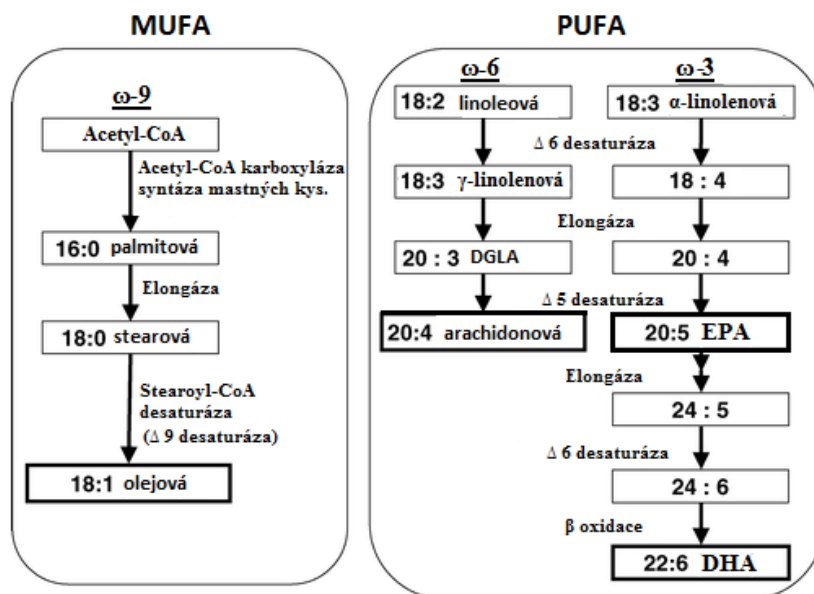 MUFA
ω-9
Acetyl-CoA
Acetyl-CoA karboxyláza
syntáza mastných kys.
16:0 palmitová
Elongáza
18:0 stearová
Stearoyl-CoA
desaturáza
(Δ 9 desaturáza)
18:1 olejová
PUFA
ω-6
ω-3
18:2 linoleová
18:3 α-linolenová
Δ 6 desaturáza
18:3 γ-linolenová
18 : 4
Elongáza
20 : 3 DGLA
20 : 4
Δ 5 desaturáza
20:4 arachidonová
20:5 EPA
Elongáza
24 : 5
Δ 6 desaturáza
24 : 6
β oxidace
22:6 DHA